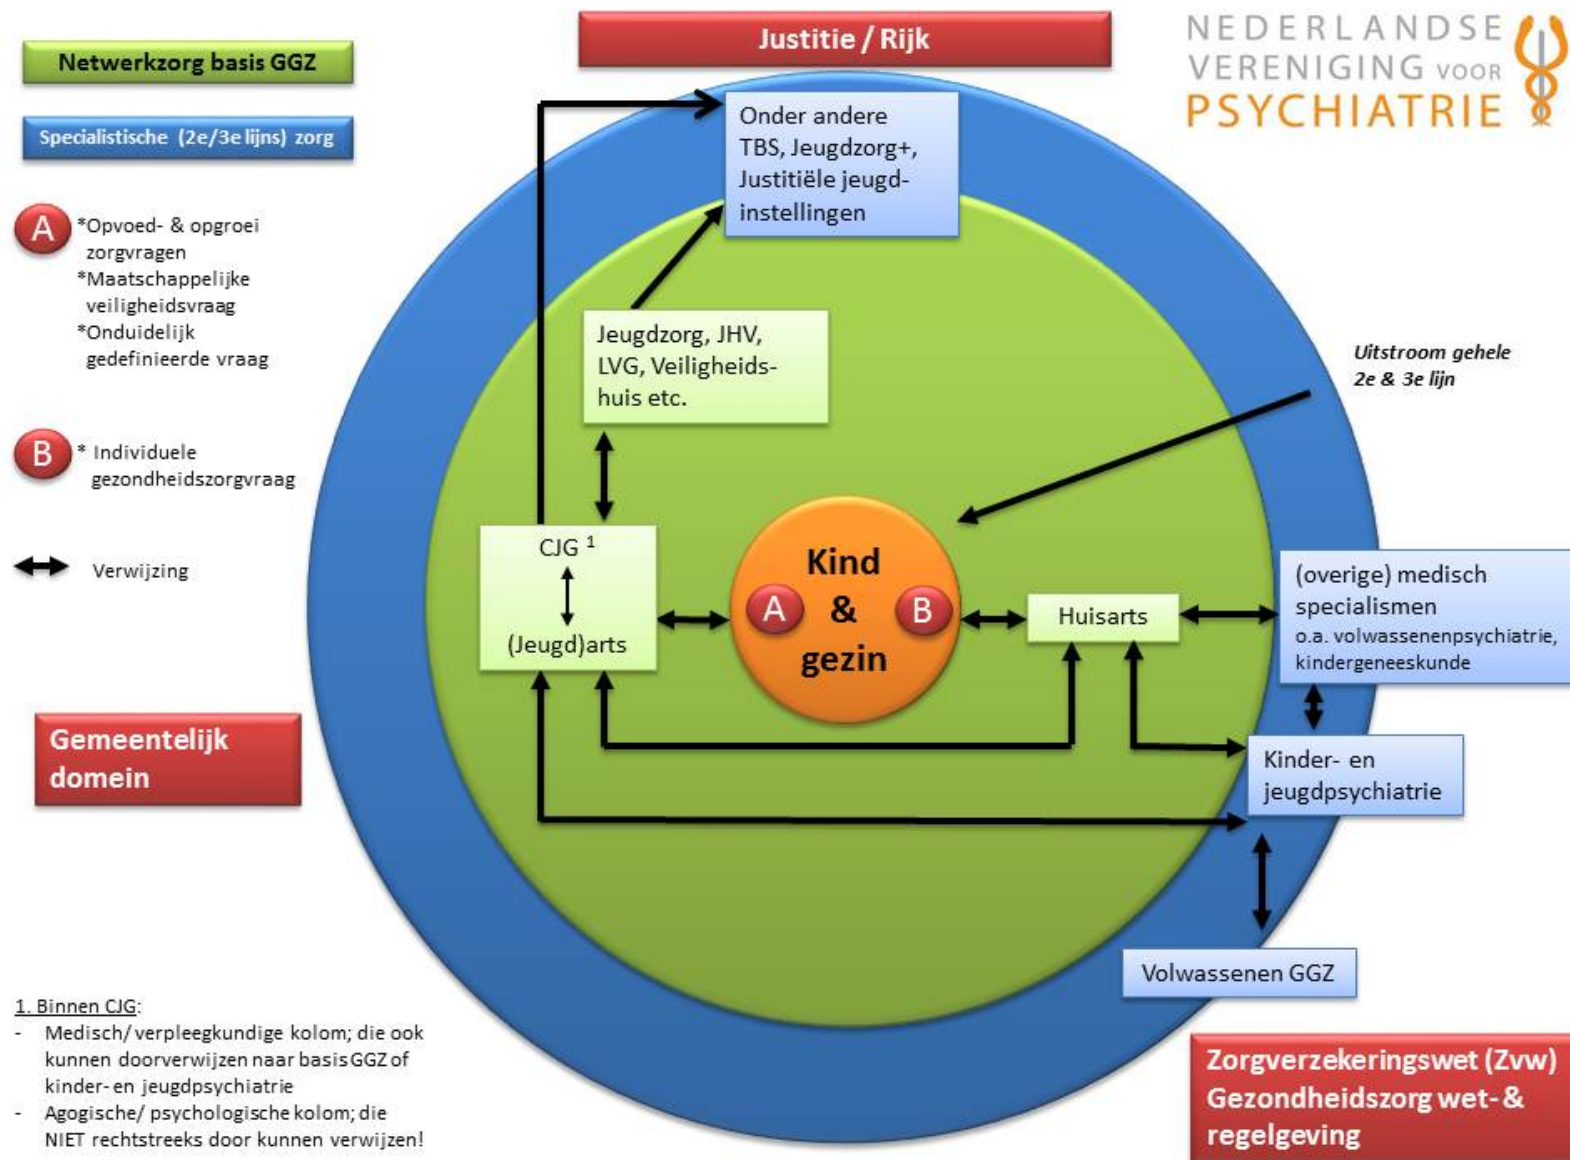 Justitie / Rijk
NEDERLANDSE
VERENIGING VOOR
PSYCHIATRIE
Netwerkzorg basis GGZ
Specialistische (2e/3e lijns) zorg
A
*Opvoed- & opgroei
zorgvragen
*Maatschappelijke
veiligheidsvraag
*Onduidelijk
gedefinieerde vraag
B
* Individuele
gezondheidszorgvraag
Verwijzing
Onder andere
TBS, Jeugdzorg+,
Justitiële jeugd-
instellingen
Jeugdzorg, JHV,
LVG, Veiligheids-
huis etc.
Uitstroom gehele
2e & 3e lijn
CJG 1
(Jeugd)arts
Kind
A & B
gezin
Huisarts
(overige) medisch
specialismen
o.a. volwassenenpsychiatrie,
kindergeneeskunde
Gemeentelijk
domein
Kinder- en
jeugdpsychiatrie
Volwassenen GGZ
1. Binnen CJG:
- Medisch/ verpleegkundige kolom; die ook
kunnen doorverwijzen naar basisGGZ of
kinder- en jeugdpsychiatrie
- Agogische/ psychologische kolom; die
NIET rechtstreeks door kunnen verwijzen!
Zorgverzekeringswet (Zvw)
Gezondheidszorg wet- &
regelgeving